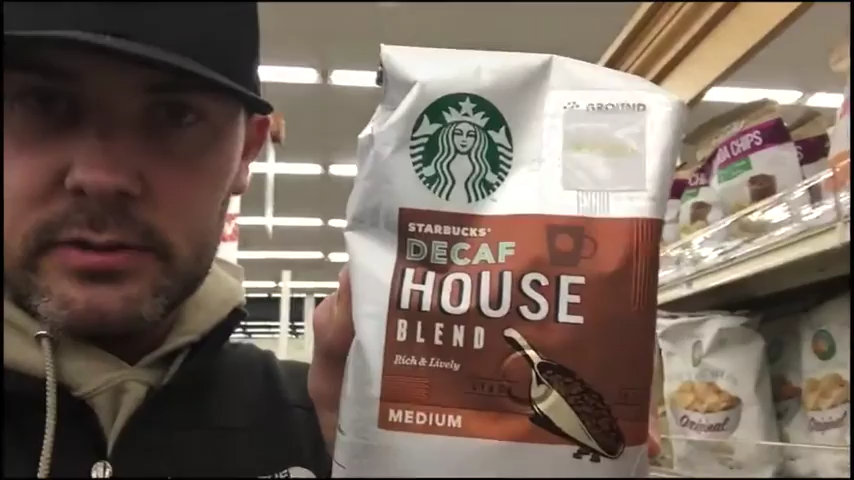 GROUND
STARBUCKS®
DECAF
HOUSE
BLEND
Rich & Lively
MEDIUM
CHIPS
Original
Original